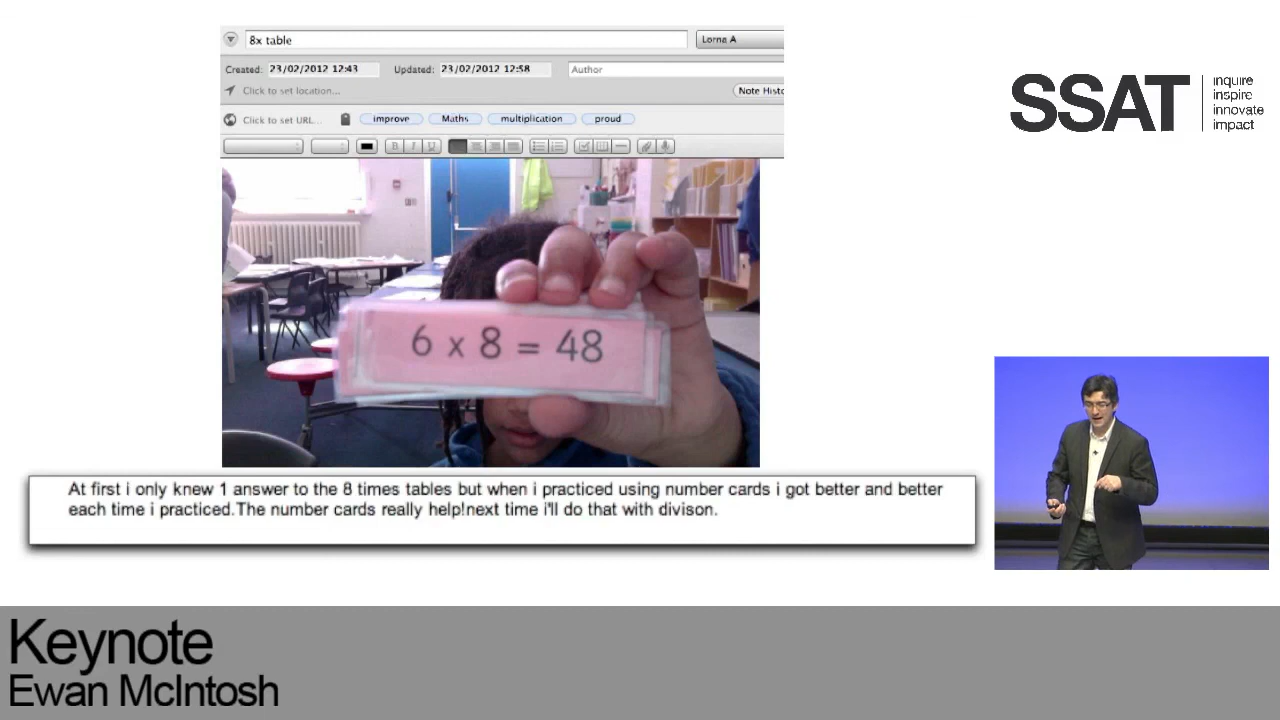 8x table
Lorna A
Created: 23/02/2012 12:43 Updated: 23/02/2012 12:58 Author
Click to set location...
Note Histo
Click to set URL... improve Maths multiplication proud
B I U
6 x 8 = 48
At first i only knew 1 answer to the 8 times tables but when i practiced using number cards i got better and better
each time i practiced.The number cards really help!next time i'll do that with divison.
SSAT
inquire
inspire
innovate
impact
Keynote
Ewan McIntosh